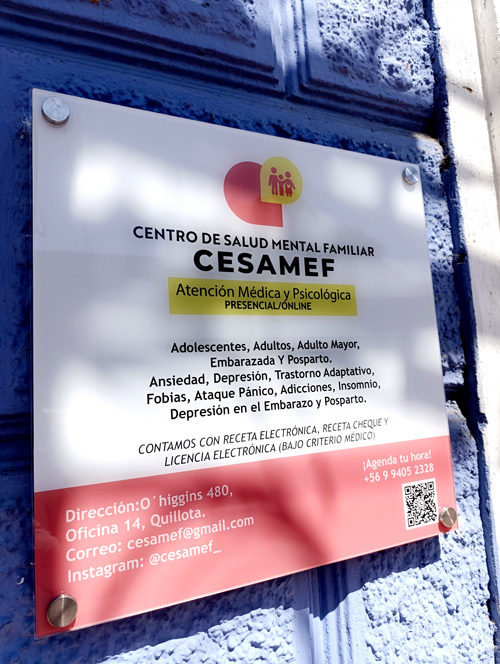 CENTRO DE SALUD MENTAL FAMILIAR
CESAMEF
Atención Médica y Psicológica
PRESENCIAL/ONLINE
Adolescentes, Adultos, Adulto Mayor,
Embarazada Y Posparto.
Ansiedad, Depresión, Trastorno Adaptativo,
Fobias, Ataque Pánico, Adicciones, Insomnio,
Depresión en el Embarazo y Posparto.
CONTAMOS CON RECETA ELECTRÓNICA, RECETA CHEQUE Y
LICENCIA ELECTRÓNICA (BAJO CRITERIO MÉDICO)
Dirección:O´higgins 480,
Oficina 14, Quillota.
Correo: cesamef@gmail.com
Instagram: @cesamef_
¡Agenda tu hora!
+56 9 9405 2328